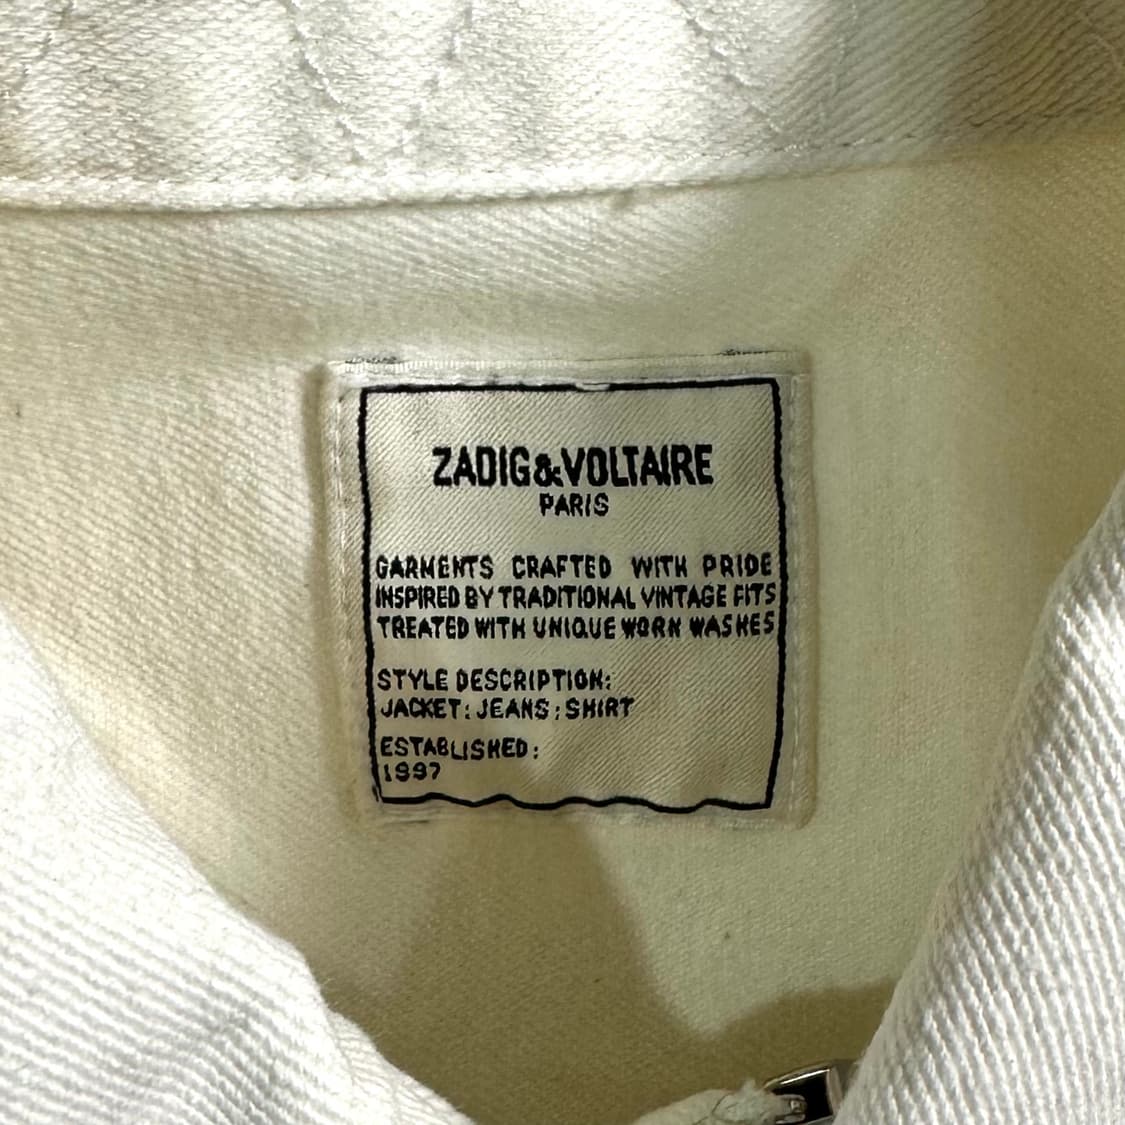 ZADIG&VOLTAIRE
PARIS
GARMENTS CRAFTED WITH PRIDE
INSPIRED BY TRADITIONAL VINTAGE FITS
TREATED WITH UNIQUE WORN WASHES
STYLE DESCRIPTION:
JACKET: JEANS; SHIRT
ESTABLISHED:
1997